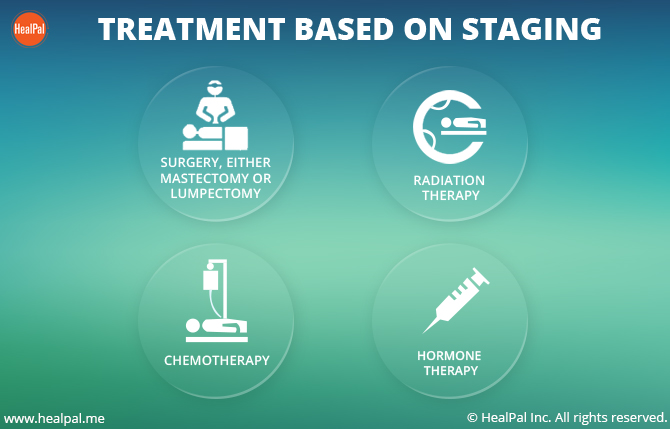 HealPal
TREATMENT BASED ON STAGING
SURGERY, EITHER
MASTECTOMY OR
LUMPECTOMY
RADIATION
THERAPY
CHEMOTHERAPY
HORMONE
THERAPY
www.healpal.me
© HealPal Inc. All rights reserved.